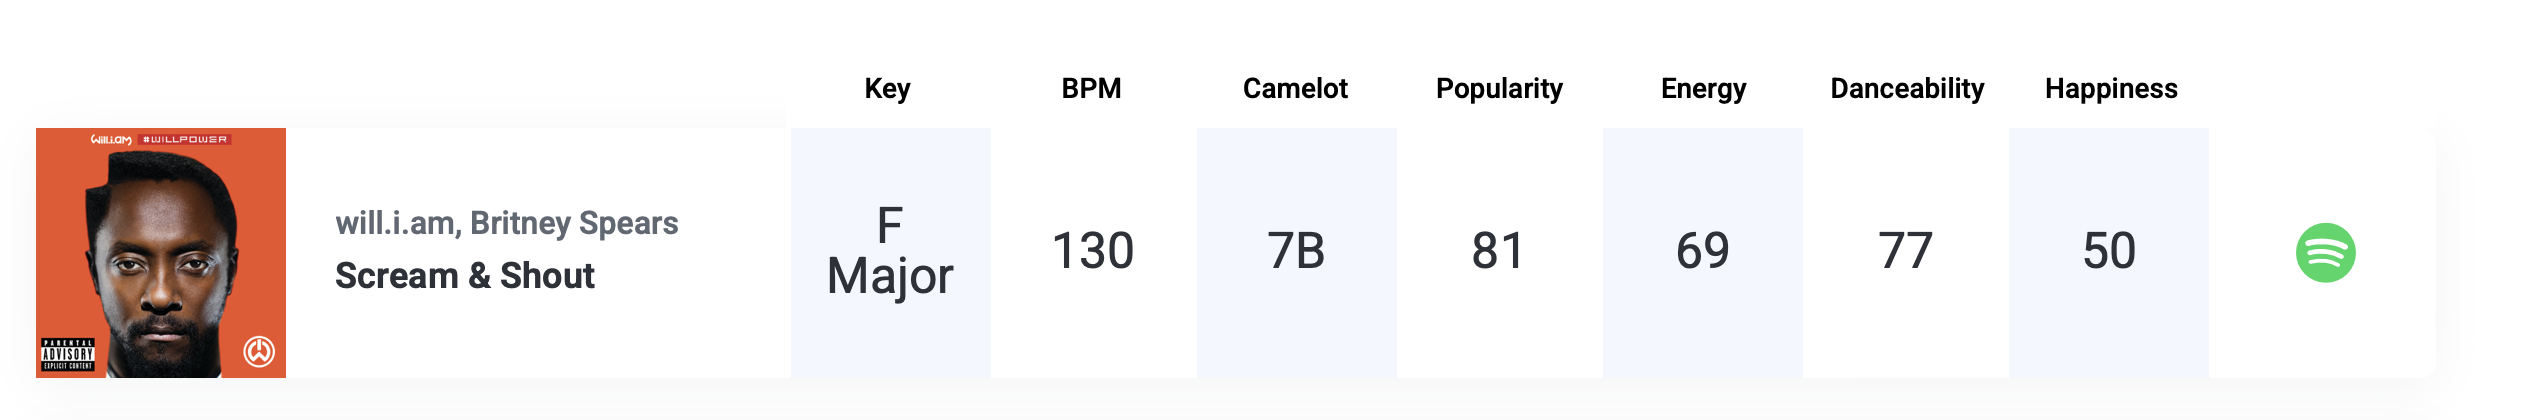 Key BPM Camelot Popularity Energy Danceability Happiness
will.i.am #WILLPOWER
will.i.am, Britney Spears
Scream & Shout
F
Major
130
7B
81
69
77
50
PARENTAL
ADVISORY
EXPLICIT CONTENT